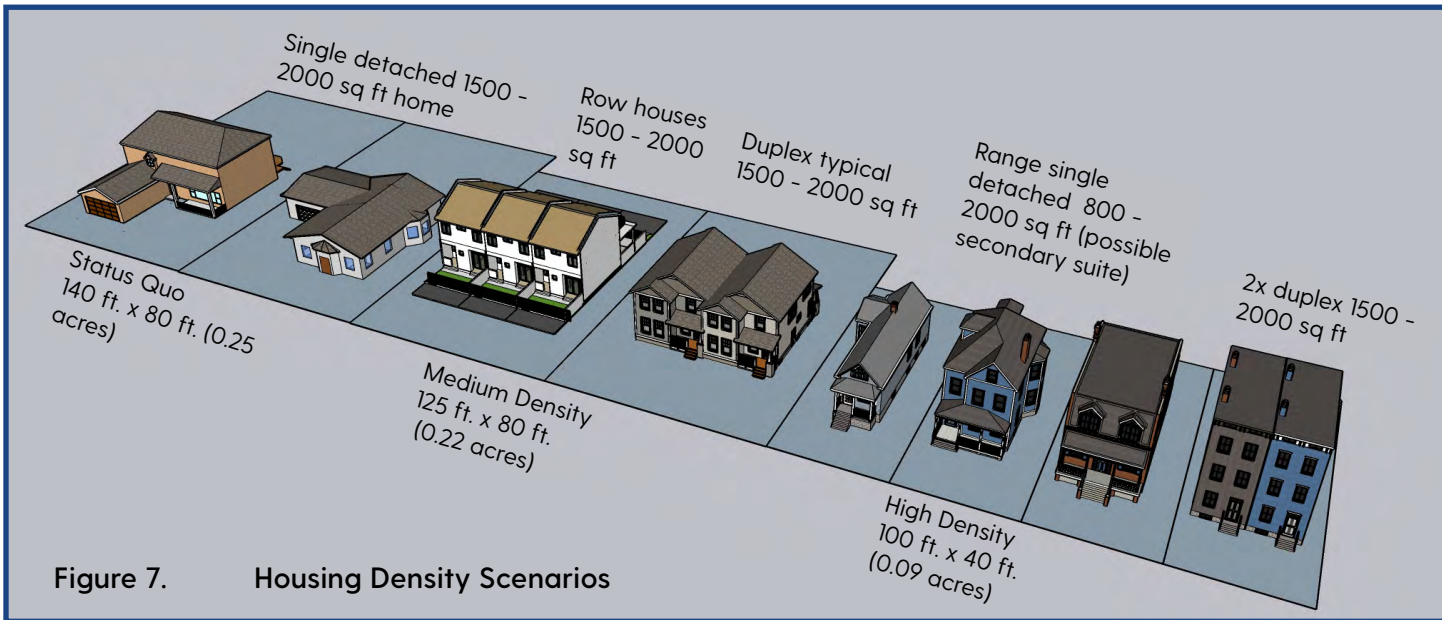 Single detached 1500 -
2000 sq ft home
Row houses
1500 - 2000
sq ft
Duplex typical
1500 - 2000 sq ft
Range single
detached  800 -
2000 sq ft (possible
secondary suite)
2x duplex 1500 -
2000 sq ft
Status Quo
140 ft. x 80 ft. (0.25
acres)
Medium Density
125 ft. x 80 ft.
(0.22 acres)
High Density
100 ft. x 40 ft.
(0.09 acres)
Figure 7. Housing Density Scenarios